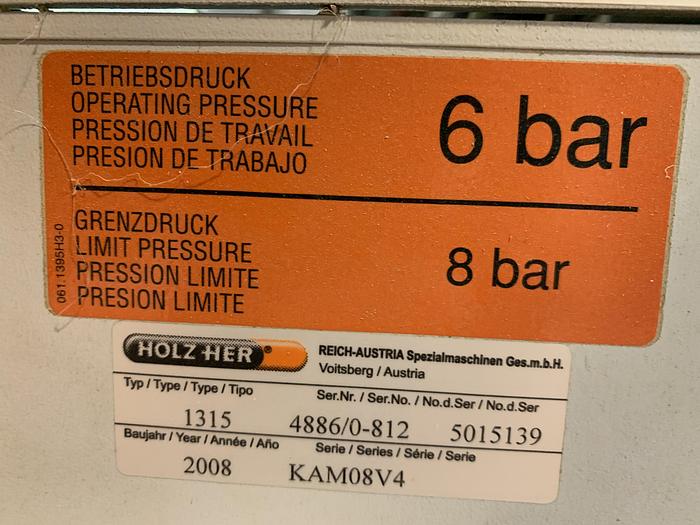 BETRIEBSDRUCK
OPERATING PRESSURE
PRESSION DE TRAVAIL
PRESION DE TRABAJO
6 bar
GRENZDRUCK
LIMIT PRESSURE
PRESSION LIMITE
PRESION LIMITE
8 bar
061.1395H3-0
HOLZ-HER®
REICH-AUSTRIA Spezialmaschinen Ges.m.b.H.
Voitsberg / Austria
Typ / Type / Type / Tipo
Ser.Nr. / Ser.No. / No.d.Ser / No.d.Ser
1315 4886/0-812 5015139
Baujahr / Year / Année / Año
Serie / Series / Série / Serie
2008 KAM08V4